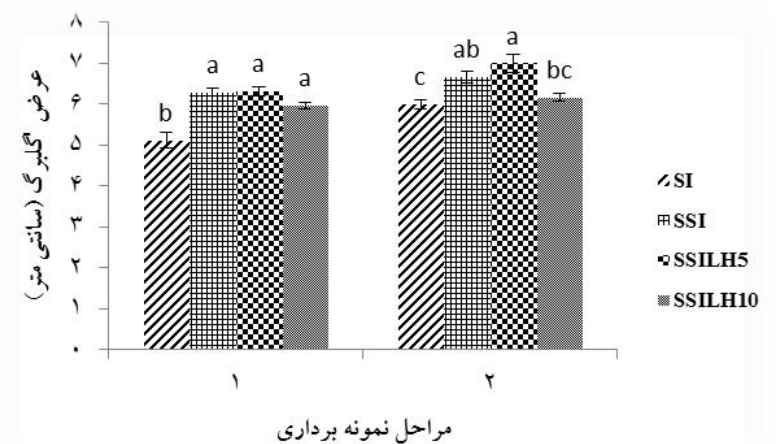 عرض گلبرگ (سانتی متر)
۸
۷
۶
۵
۴
۳
۲
۱
۰
b
a
a
a
c
ab
a
bc
SI
SSI
SSILH5
SSILH10
۱
۲
مراحل نمونه برداری